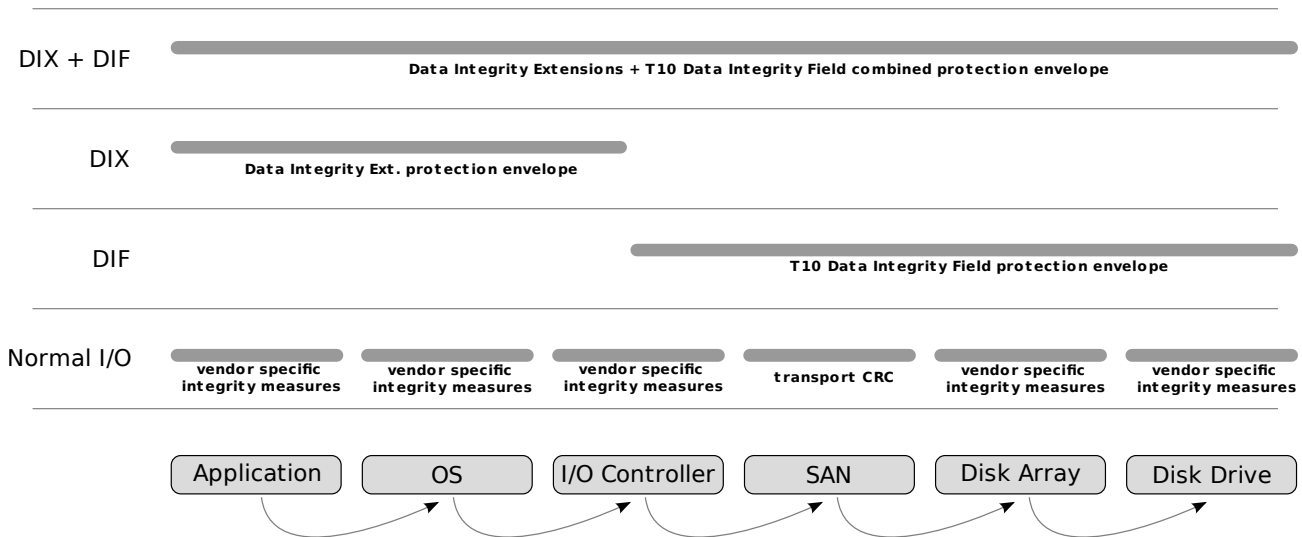 DIX + DIF
Data Integrity Extensions + T10 Data Integrity Field combined protection envelope
DIX
Data Integrity Ext. protection envelope
DIF
T10 Data Integrity Field protection envelope
Normal I/O
vendor specific
integrity measures
vendor specific
integrity measures
vendor specific
integrity measures
transport CRC
vendor specific
integrity measures
vendor specific
integrity measures
Application
OS
I/O Controller
SAN
Disk Array
Disk Drive